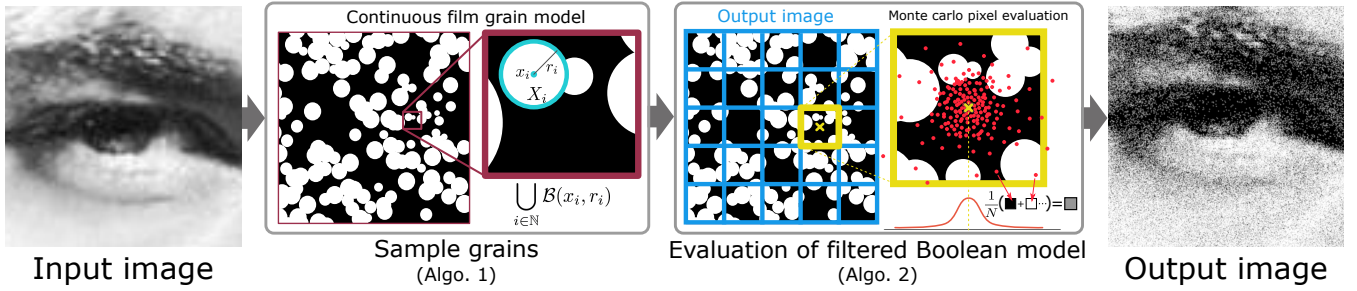 Continuous film grain model
x_i
r_i
X_i
⋃ B(x_i, r_i)
i∈ℕ
Output image
Monte carlo pixel evaluation
1/N(■+□···)=■
Input image
Sample grains
(Algo. 1)
Evaluation of filtered Boolean model
(Algo. 2)
Output image